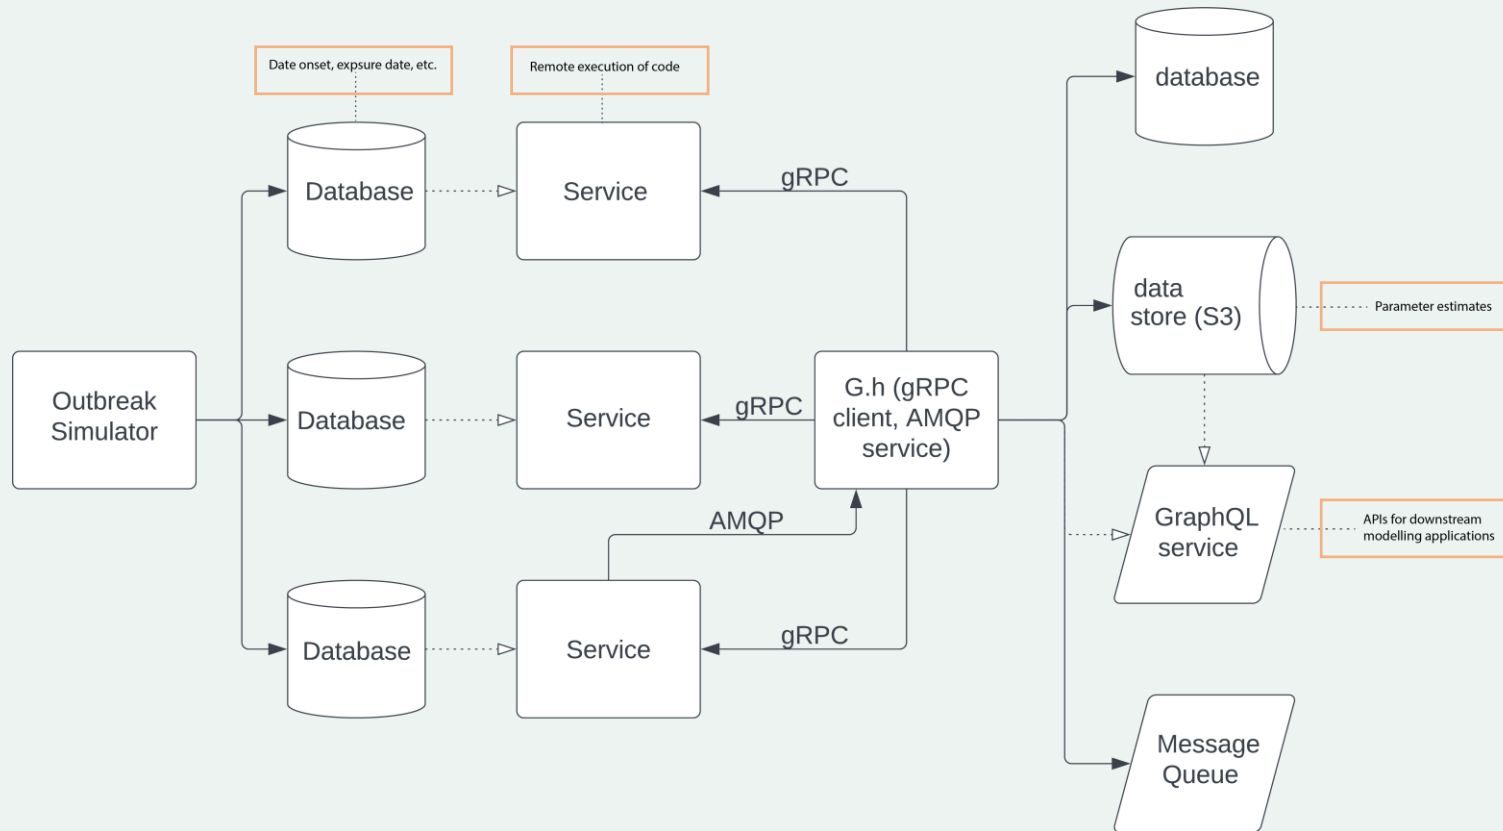 Date onset, expsure date, etc.
Remote execution of code
database
Database
Service
gRPC
data
store (S3)
Parameter estimates
Outbreak
Simulator
Database
Service
gRPC
G.h (gRPC
client, AMQP
service)
AMQP
GraphQL
service
APIs for downstream
modelling applications
Database
Service
gRPC
Message
Queue